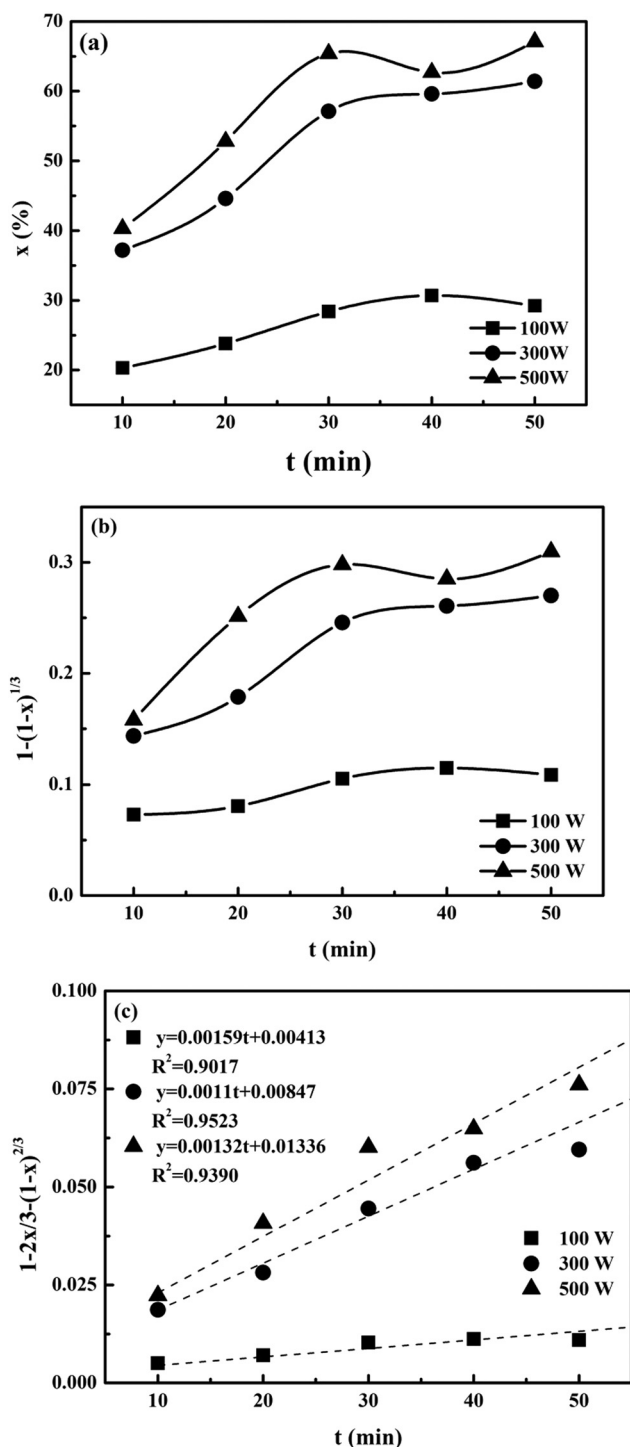 (a)
70
60
50
40
30
20
x (%)
100W
300W
500W
10 20 30 40 50
t (min)
(b)
0.3
0.2
0.1
0.0
1-(1-x)^1/3
100 W
300 W
500 W
10 20 30 40 50
t (min)
(c)
0.100
0.075
0.050
0.025
0.000
1-2x/3-(1-x)^2/3
y=0.00159t+0.00413
R²=0.9017
y=0.0011t+0.00847
R²=0.9523
y=0.00132t+0.01336
R²=0.9390
100 W
300 W
500 W
10 20 30 40 50
t (min)